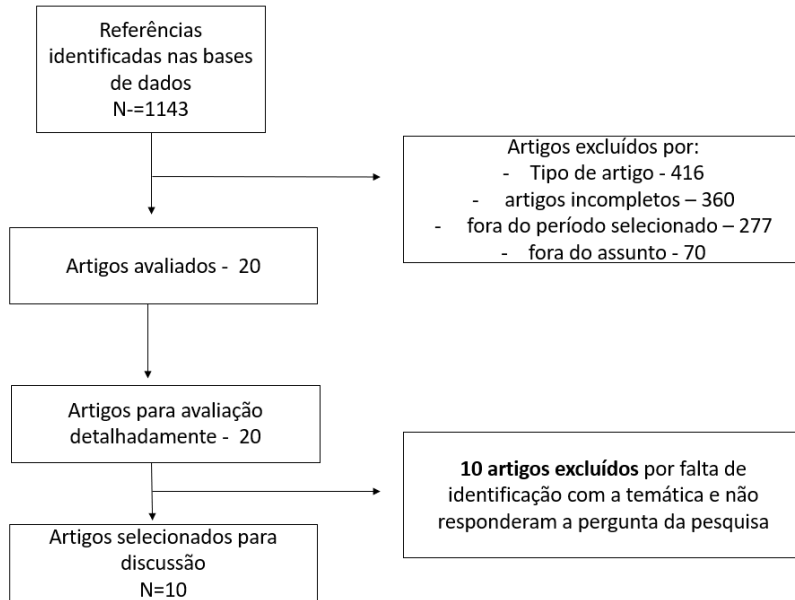 Referências
identificadas nas bases
de dados
N-=1143
Artigos excluídos por:
- Tipo de artigo - 416
- artigos incompletos – 360
- fora do período selecionado – 277
- fora do assunto - 70
Artigos avaliados - 20
Artigos para avaliação
detalhadamente - 20
10 artigos excluídos por falta de
identificação com a temática e não
responderam a pergunta da pesquisa
Artigos selecionados para
discussão
N=10